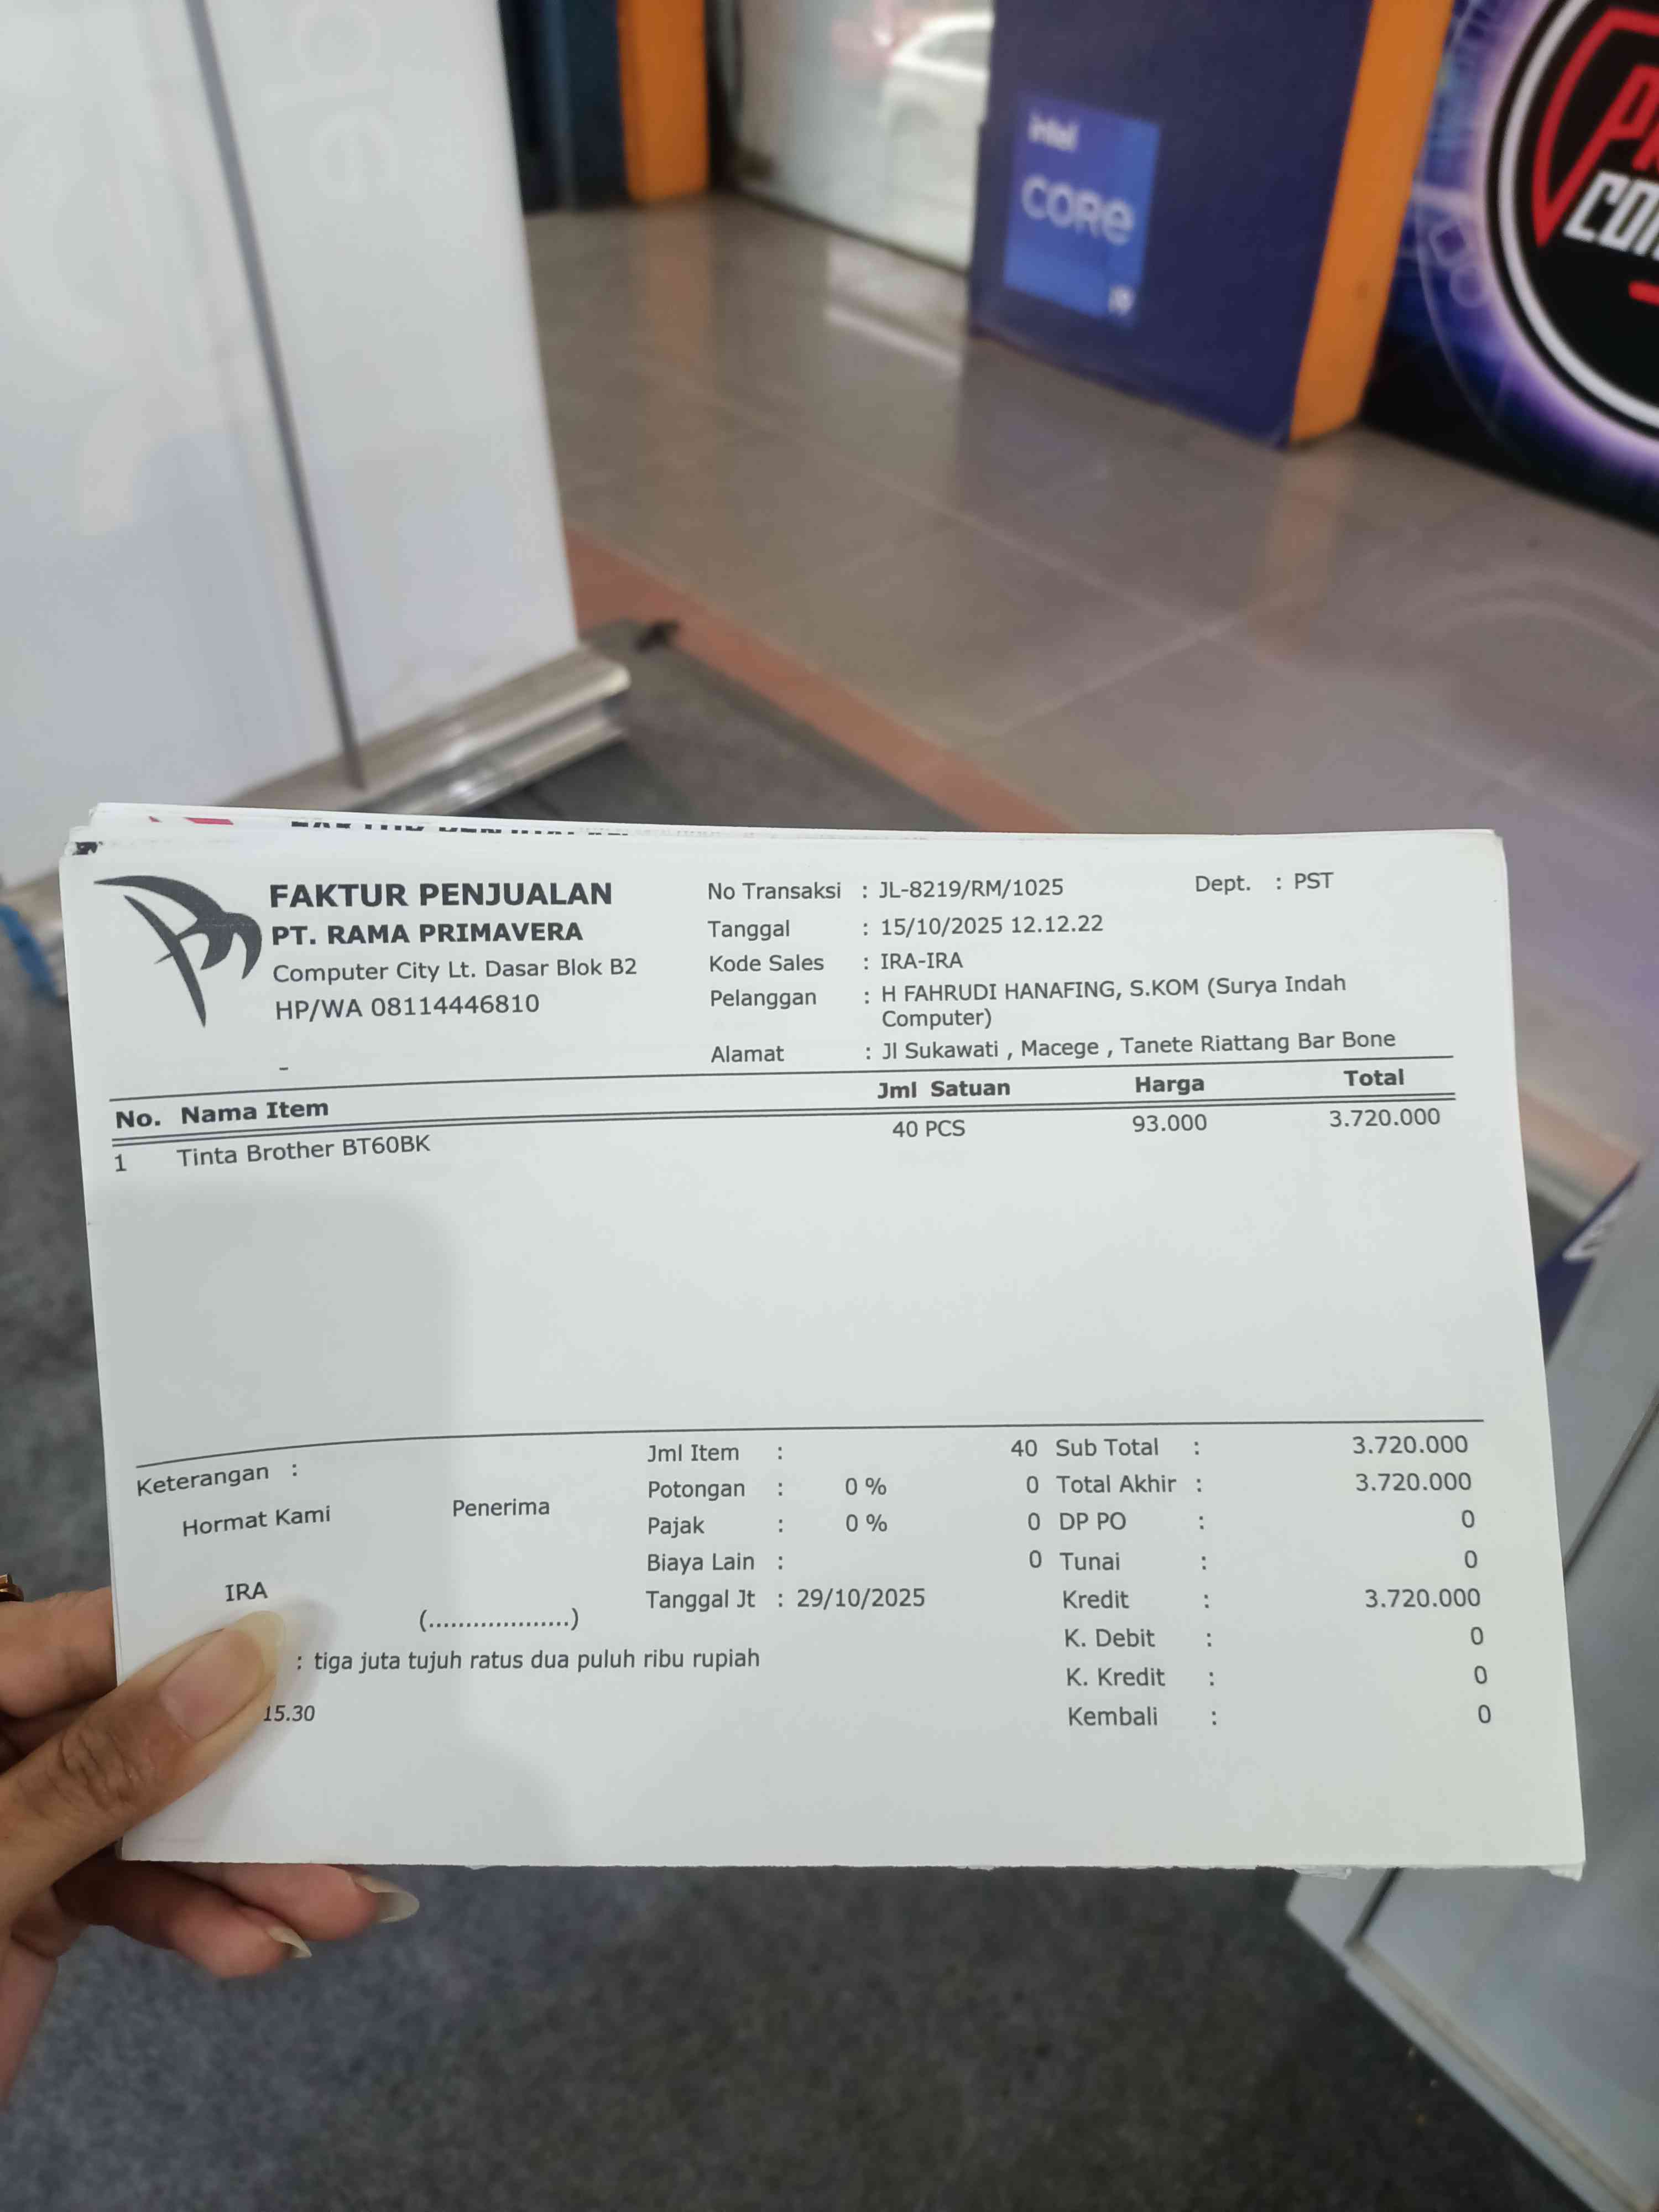 intel
CORE
i9
FAKTUR PENJUALAN
PT. RAMA PRIMAVERA
Computer City Lt. Dasar Blok B2
HP/WA 08114446810
-
No Transaksi : JL-8219/RM/1025
Dept. : PST
Tanggal : 15/10/2025 12.12.22
Kode Sales : IRA-IRA
Pelanggan : H FAHRUDI HANAFING, S.KOM (Surya Indah
Computer)
Alamat : Jl Sukawati , Macege , Tanete Riattang Bar Bone
No. Nama Item Jml Satuan Harga Total
1 Tinta Brother BT60BK 40 PCS 93.000 3.720.000
Keterangan :
Hormat Kami Penerima
IRA
(...................)
: tiga juta tujuh ratus dua puluh ribu rupiah
15.30
Jml Item : 40 Sub Total : 3.720.000
Potongan : 0 % 0 Total Akhir : 3.720.000
Pajak : 0 % 0 DP PO : 0
Biaya Lain : 0 Tunai : 0
Tanggal Jt : 29/10/2025 Kredit : 3.720.000
K. Debit : 0
K. Kredit : 0
Kembali : 0